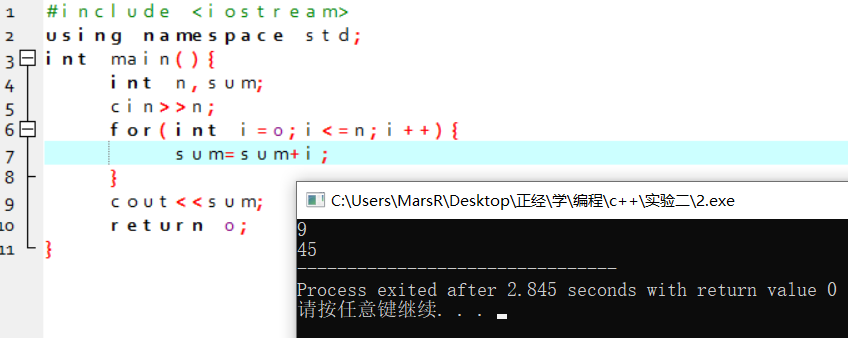 1 #include <iostream>
2 using namespace std;
3 int main(){
4 int n,sum;
5 cin>>n;
6 for(int i=0;i<=n;i++){
7 sum=sum+i;
8 }
9 cout<<sum;
10 return 0;
11 }
C:\Users\MarsR\Desktop\正经\学\编程\c++\实验二\2.exe
9
45
--------------------------------
Process exited after 2.845 seconds with return value 0
请按任意键继续. . .